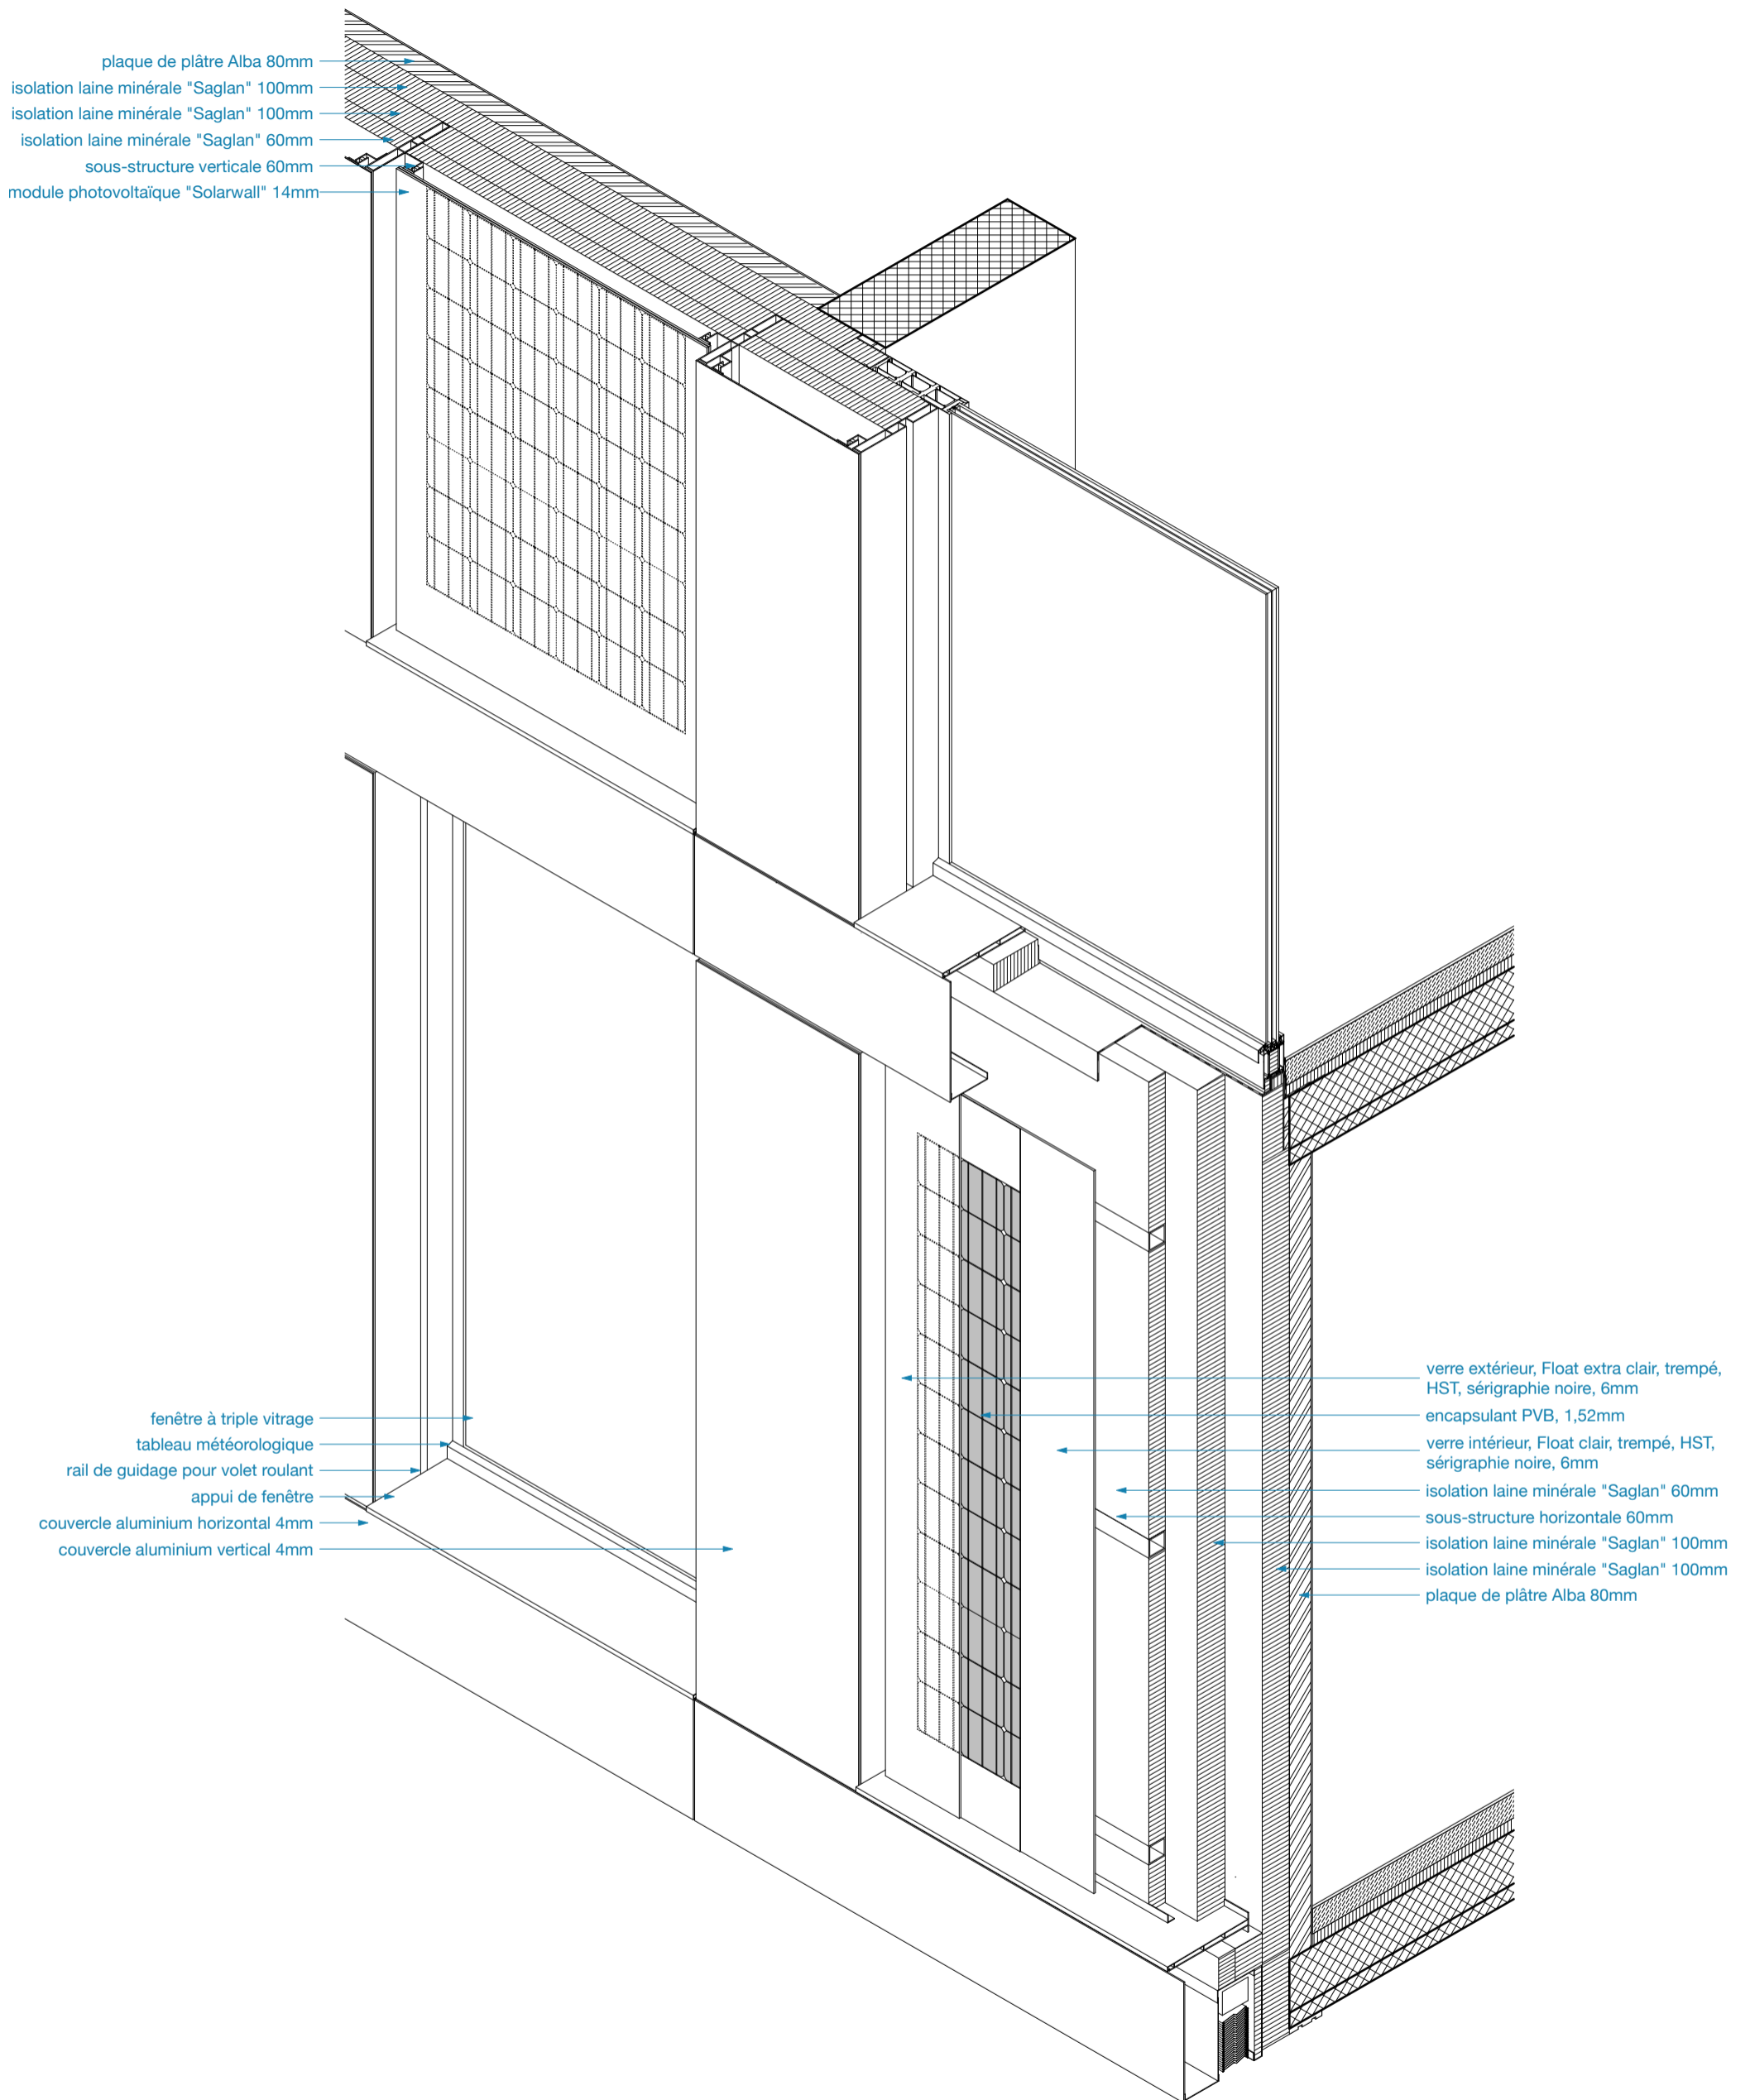 plaque de plâtre Alba 80mm
isolation laine minérale "Saglan" 100mm
isolation laine minérale "Saglan" 100mm
isolation laine minérale "Saglan" 60mm
sous-structure verticale 60mm
module photovoltaïque "Solarwall" 14mm
verre extérieur, Float extra clair, trempé,
HST, sérigraphie noire, 6mm
encapsulant PVB, 1,52mm
verre intérieur, Float clair, trempé, HST,
sérigraphie noire, 6mm
isolation laine minérale "Saglan" 60mm
sous-structure horizontale 60mm
isolation laine minérale "Saglan" 100mm
isolation laine minérale "Saglan" 100mm
plaque de plâtre Alba 80mm
fenêtre à triple vitrage
tableau météorologique
rail de guidage pour volet roulant
appui de fenêtre
couvercle aluminium horizontal 4mm
couvercle aluminium vertical 4mm